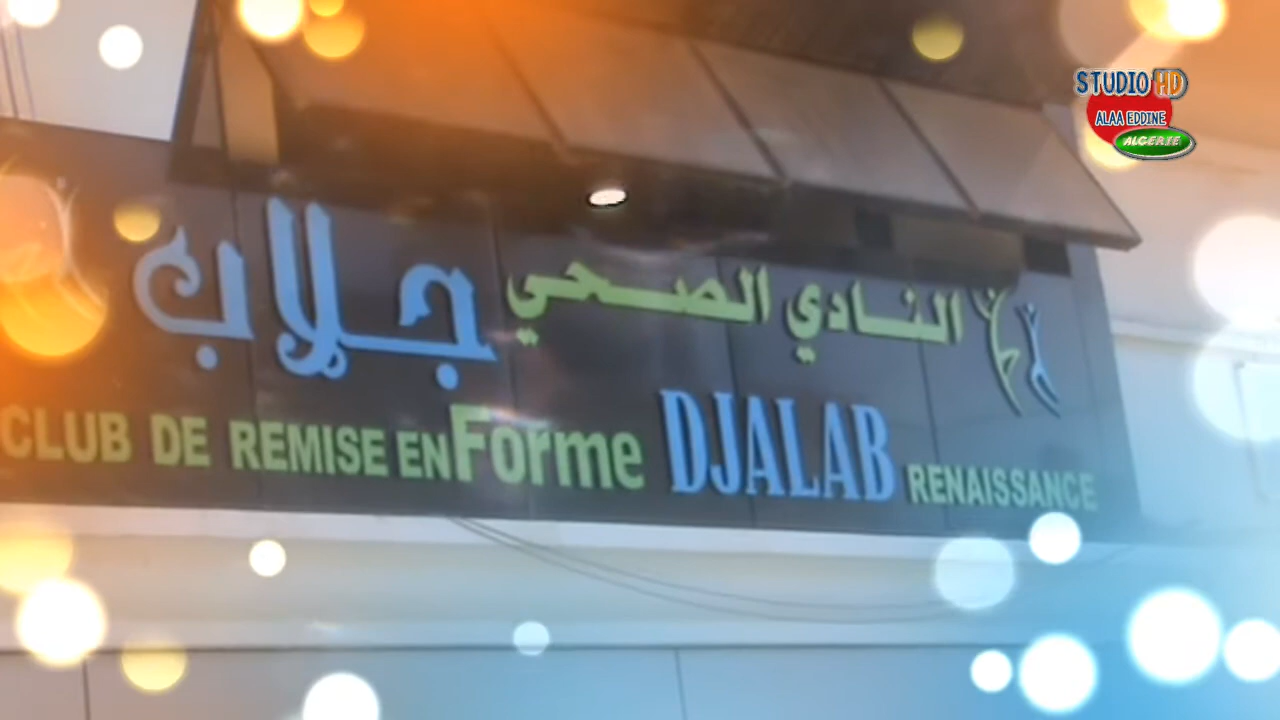 STUDIO HD
ALAA EDDINE
ALGERIE
النادي الصحي جلاب
CLUB DE REMISE EN Forme DJALAB RENAISSANCE